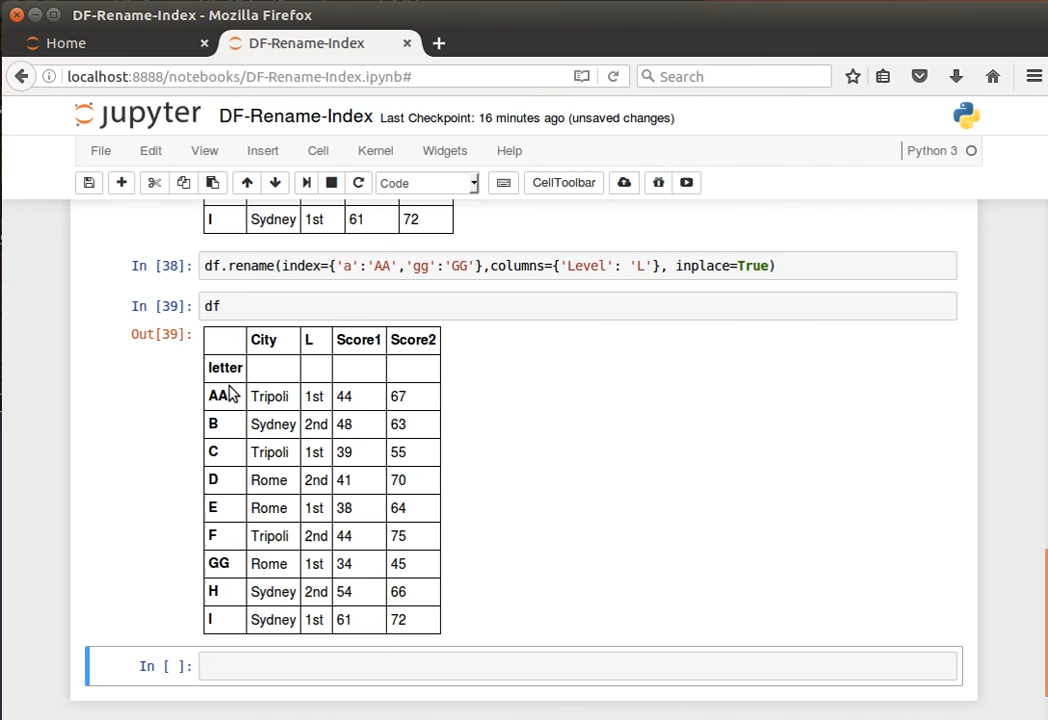 DF-Rename-Index - Mozilla Firefox
Home
DF-Rename-Index
localhost:8888/notebooks/DF-Rename-Index.ipynb#
Search
jupyter DF-Rename-Index Last Checkpoint: 16 minutes ago (unsaved changes)
File Edit View Insert Cell Kernel Widgets Help Python 3
Code CellToolbar
I Sydney 1st 61 72
In [38]: df.rename(index={'a':'AA','gg':'GG'},columns={'Level': 'L'}, inplace=True)
In [39]: df
Out[39]:
City L Score1 Score2
letter
AA Tripoli 1st 44 67
B Sydney 2nd 48 63
C Tripoli 1st 39 55
D Rome 2nd 41 70
E Rome 1st 38 64
F Tripoli 2nd 44 75
GG Rome 1st 34 45
H Sydney 2nd 54 66
I Sydney 1st 61 72
In [ ]: